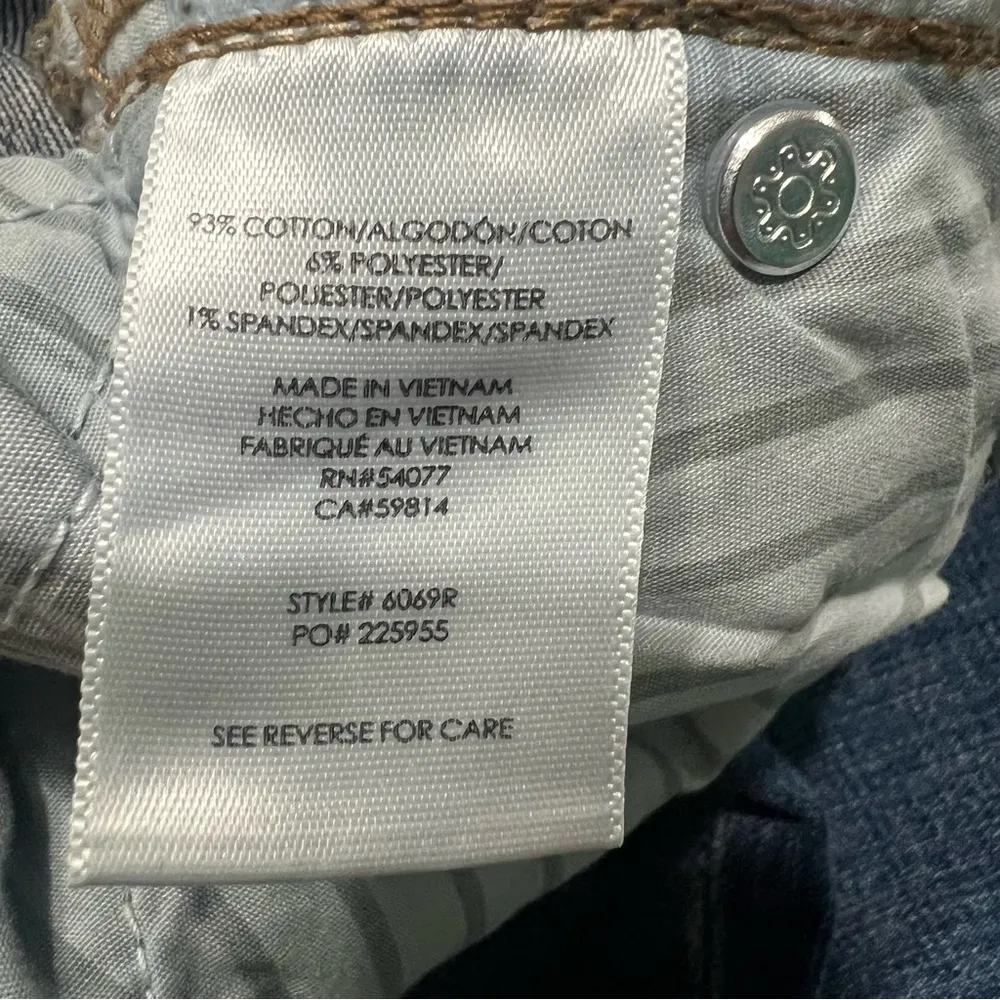 93% COTTON/ALGODÓN/COTON
6% POLYESTER/
POLIESTER/POLYESTER
1% SPANDEX/SPANDEX/SPANDEX
MADE IN VIETNAM
HECHO EN VIETNAM
FABRIQUÉ AU VIETNAM
RN#54077
CA#59814
STYLE# 6069R
PO# 225955
SEE REVERSE FOR CARE